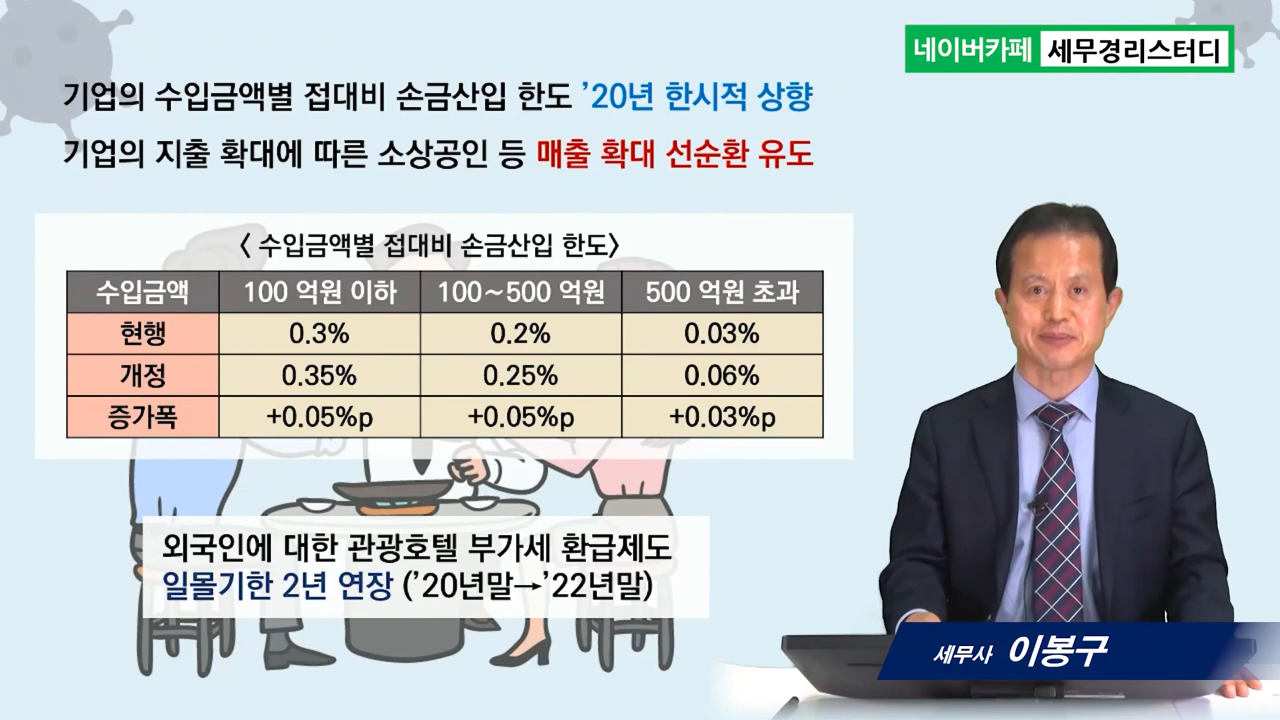 네이버카페 세무경리스터디
기업의 수입금액별 접대비 손금산입 한도 ’20년 한시적 상향
기업의 지출 확대에 따른 소상공인 등 매출 확대 선순환 유도
< 수입금액별 접대비 손금산입 한도>
수입금액 100 억원 이하 100~500 억원 500 억원 초과
현행 0.3% 0.2% 0.03%
개정 0.35% 0.25% 0.06%
증가폭 +0.05%p +0.05%p +0.03%p
외국인에 대한 관광호텔 부가세 환급제도
일몰기한 2년 연장 (’20년말→’22년말)
세무사 이봉구